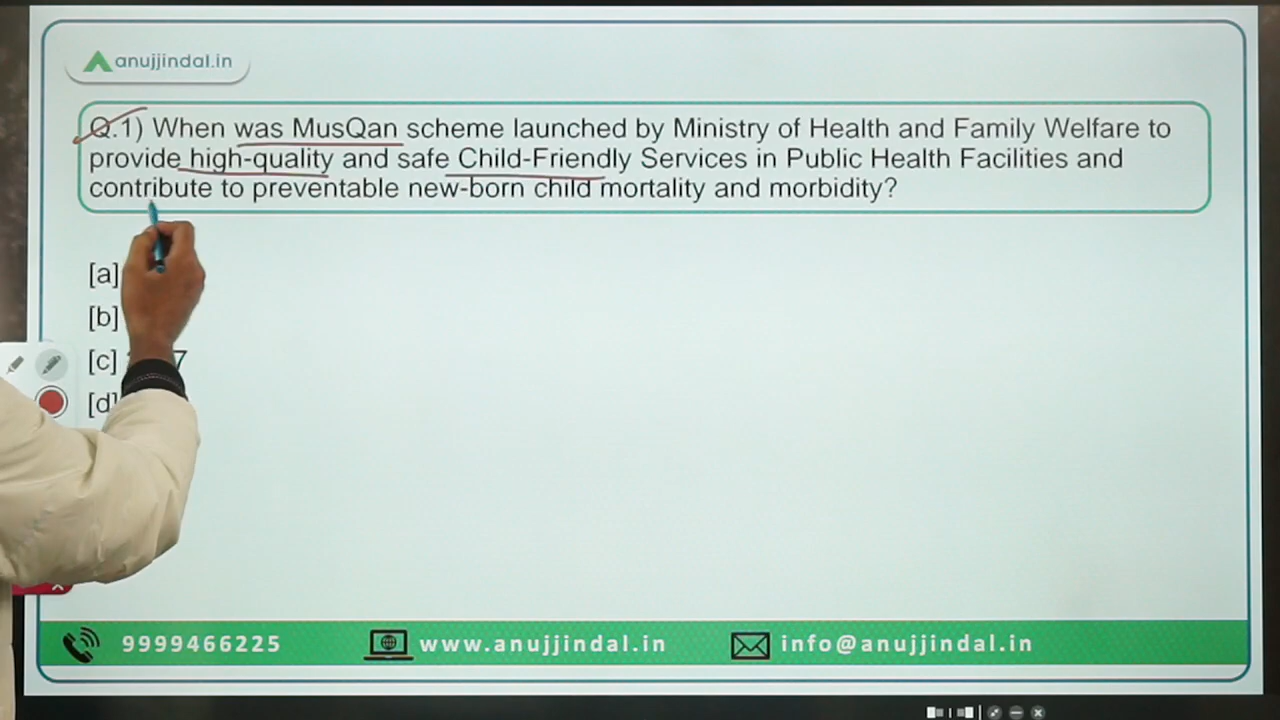 anujjindal.in
Q.1) When was MusQan scheme launched by Ministry of Health and Family Welfare to
provide high-quality and safe Child-Friendly Services in Public Health Facilities and
contribute to preventable new-born child mortality and morbidity?
[a]
[b]
[c] 7
[d]
9999466225
www.anujjindal.in
info@anujjindal.in